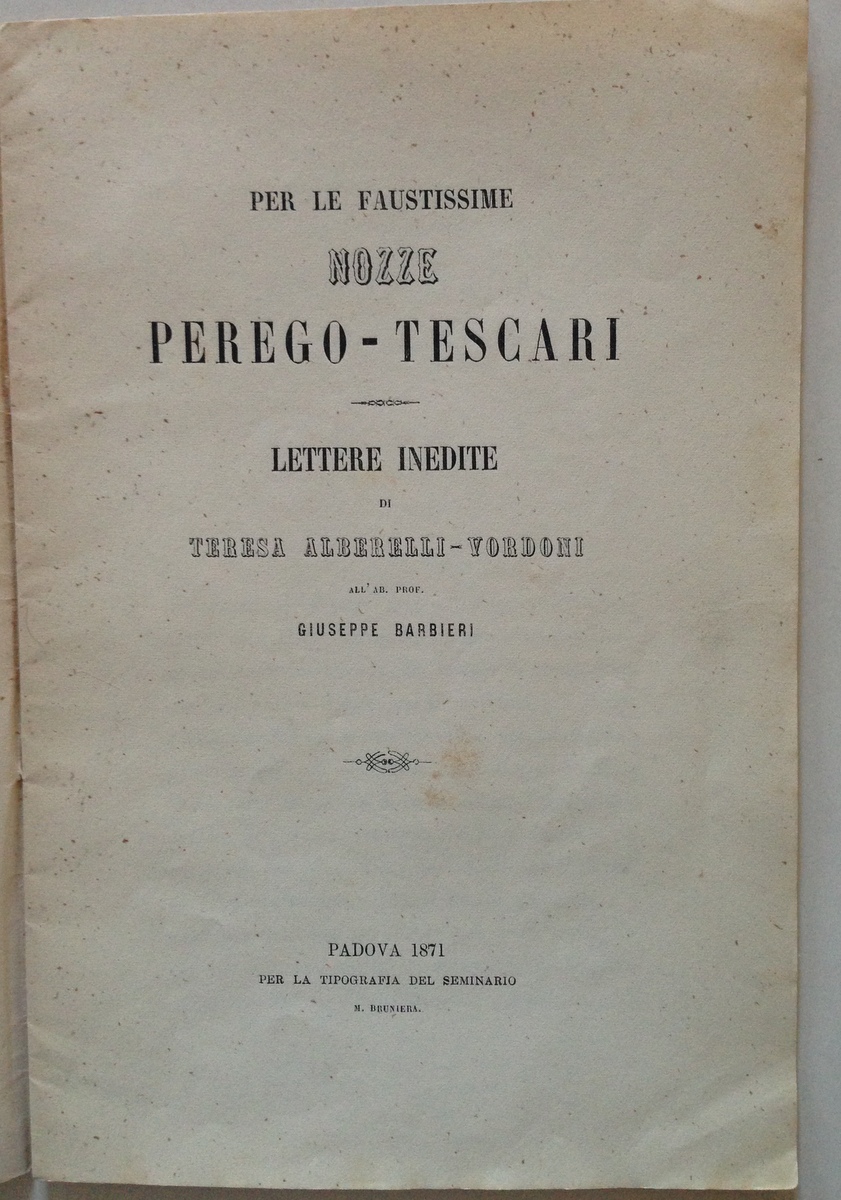 PER LE FAUSTISSIME
NOZZE
PEREGO - TESCARI
LETTERE INEDITE
DI
TERESA ALBERELLI-VORDONI
ALL' AB. PROF.
GIUSEPPE BARBIERI
PADOVA 1871
PER LA TIPOGRAFIA DEL SEMINARIO
M. BRUNIERA.